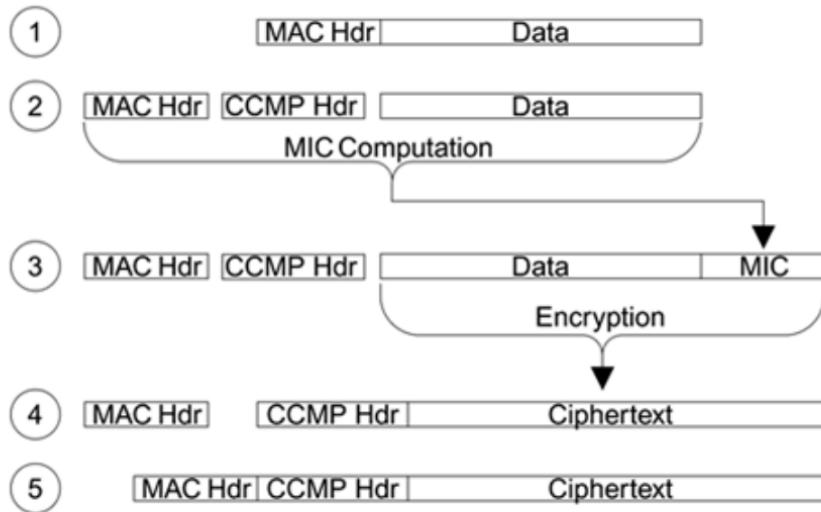 1 MAC Hdr Data
2 MAC Hdr CCMP Hdr Data
MIC Computation
3 MAC Hdr CCMP Hdr Data MIC
Encryption
4 MAC Hdr CCMP Hdr Ciphertext
5 MAC Hdr CCMP Hdr Ciphertext